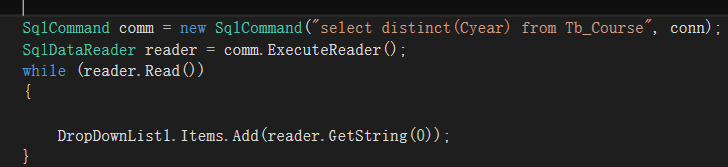 SqlCommand comm = new SqlCommand("select distinct(Cyear) from Tb_Course", conn);
SqlDataReader reader = comm.ExecuteReader();
while (reader.Read())
{
DropDownList1.Items.Add(reader.GetString(0));
}